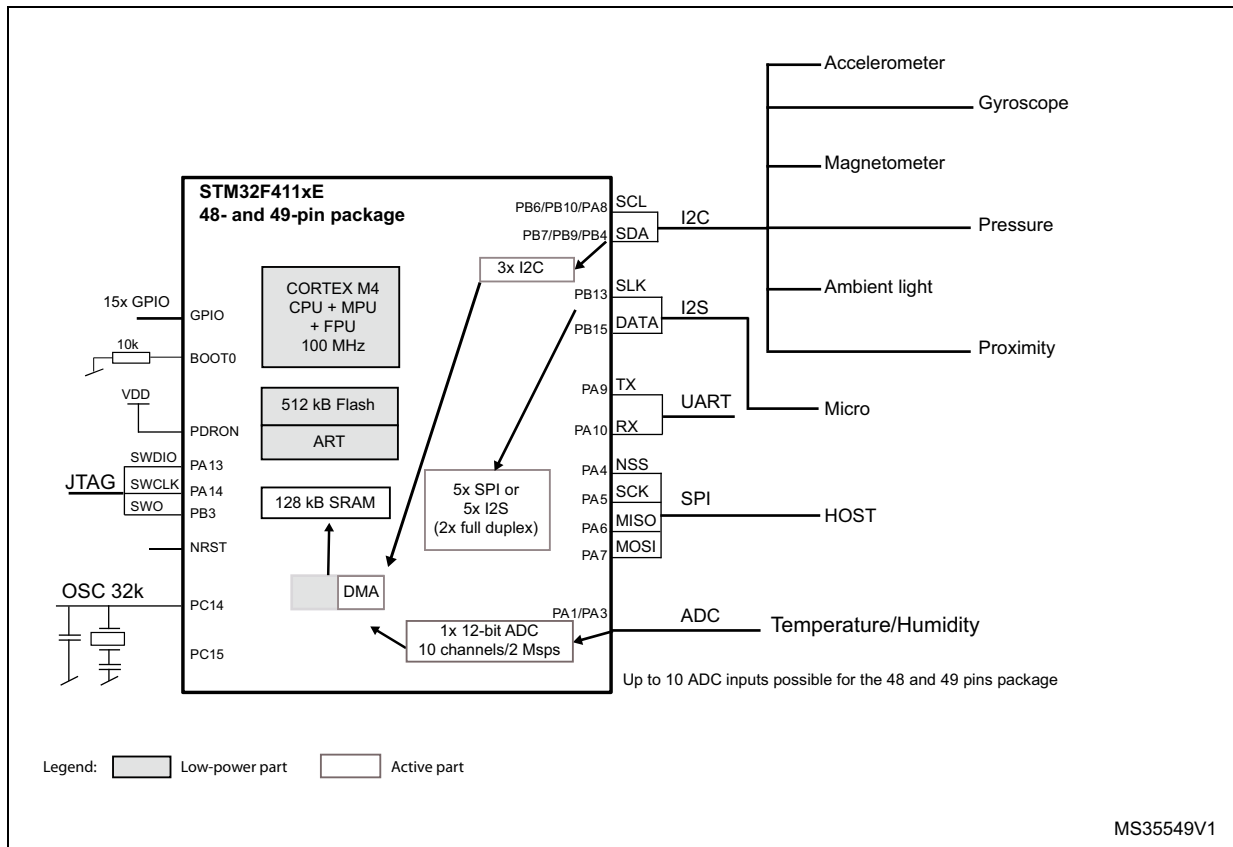 Accelerometer
Gyroscope
Magnetometer
Pressure
Ambient light
Proximity
Micro
STM32F411xE
48- and 49-pin package
PB6/PB10/PA8
SCL
I2C
PB7/PB9/PB4
SDA
3x I2C
CORTEX M4
CPU + MPU
+ FPU
100 MHz
15x GPIO
GPIO
PB13
SLK
I2S
PB15
DATA
10k
BOOT0
VDD
PDRON
512 kB Flash
ART
PA9
TX
UART
PA10
RX
JTAG
SWDIO
PA13
SWCLK
PA14
SWO
PB3
128 kB SRAM
5x SPI or
5x I2S
(2x full duplex)
PA4
NSS
PA5
SCK
SPI
PA6
MISO
HOST
PA7
MOSI
NRST
OSC 32k
PC14
PC15
DMA
1x 12-bit ADC
10 channels/2 Msps
PA1/PA3
ADC
Temperature/Humidity
Up to 10 ADC inputs possible for the 48 and 49 pins package
Legend:
Low-power part
Active part
MS35549V1